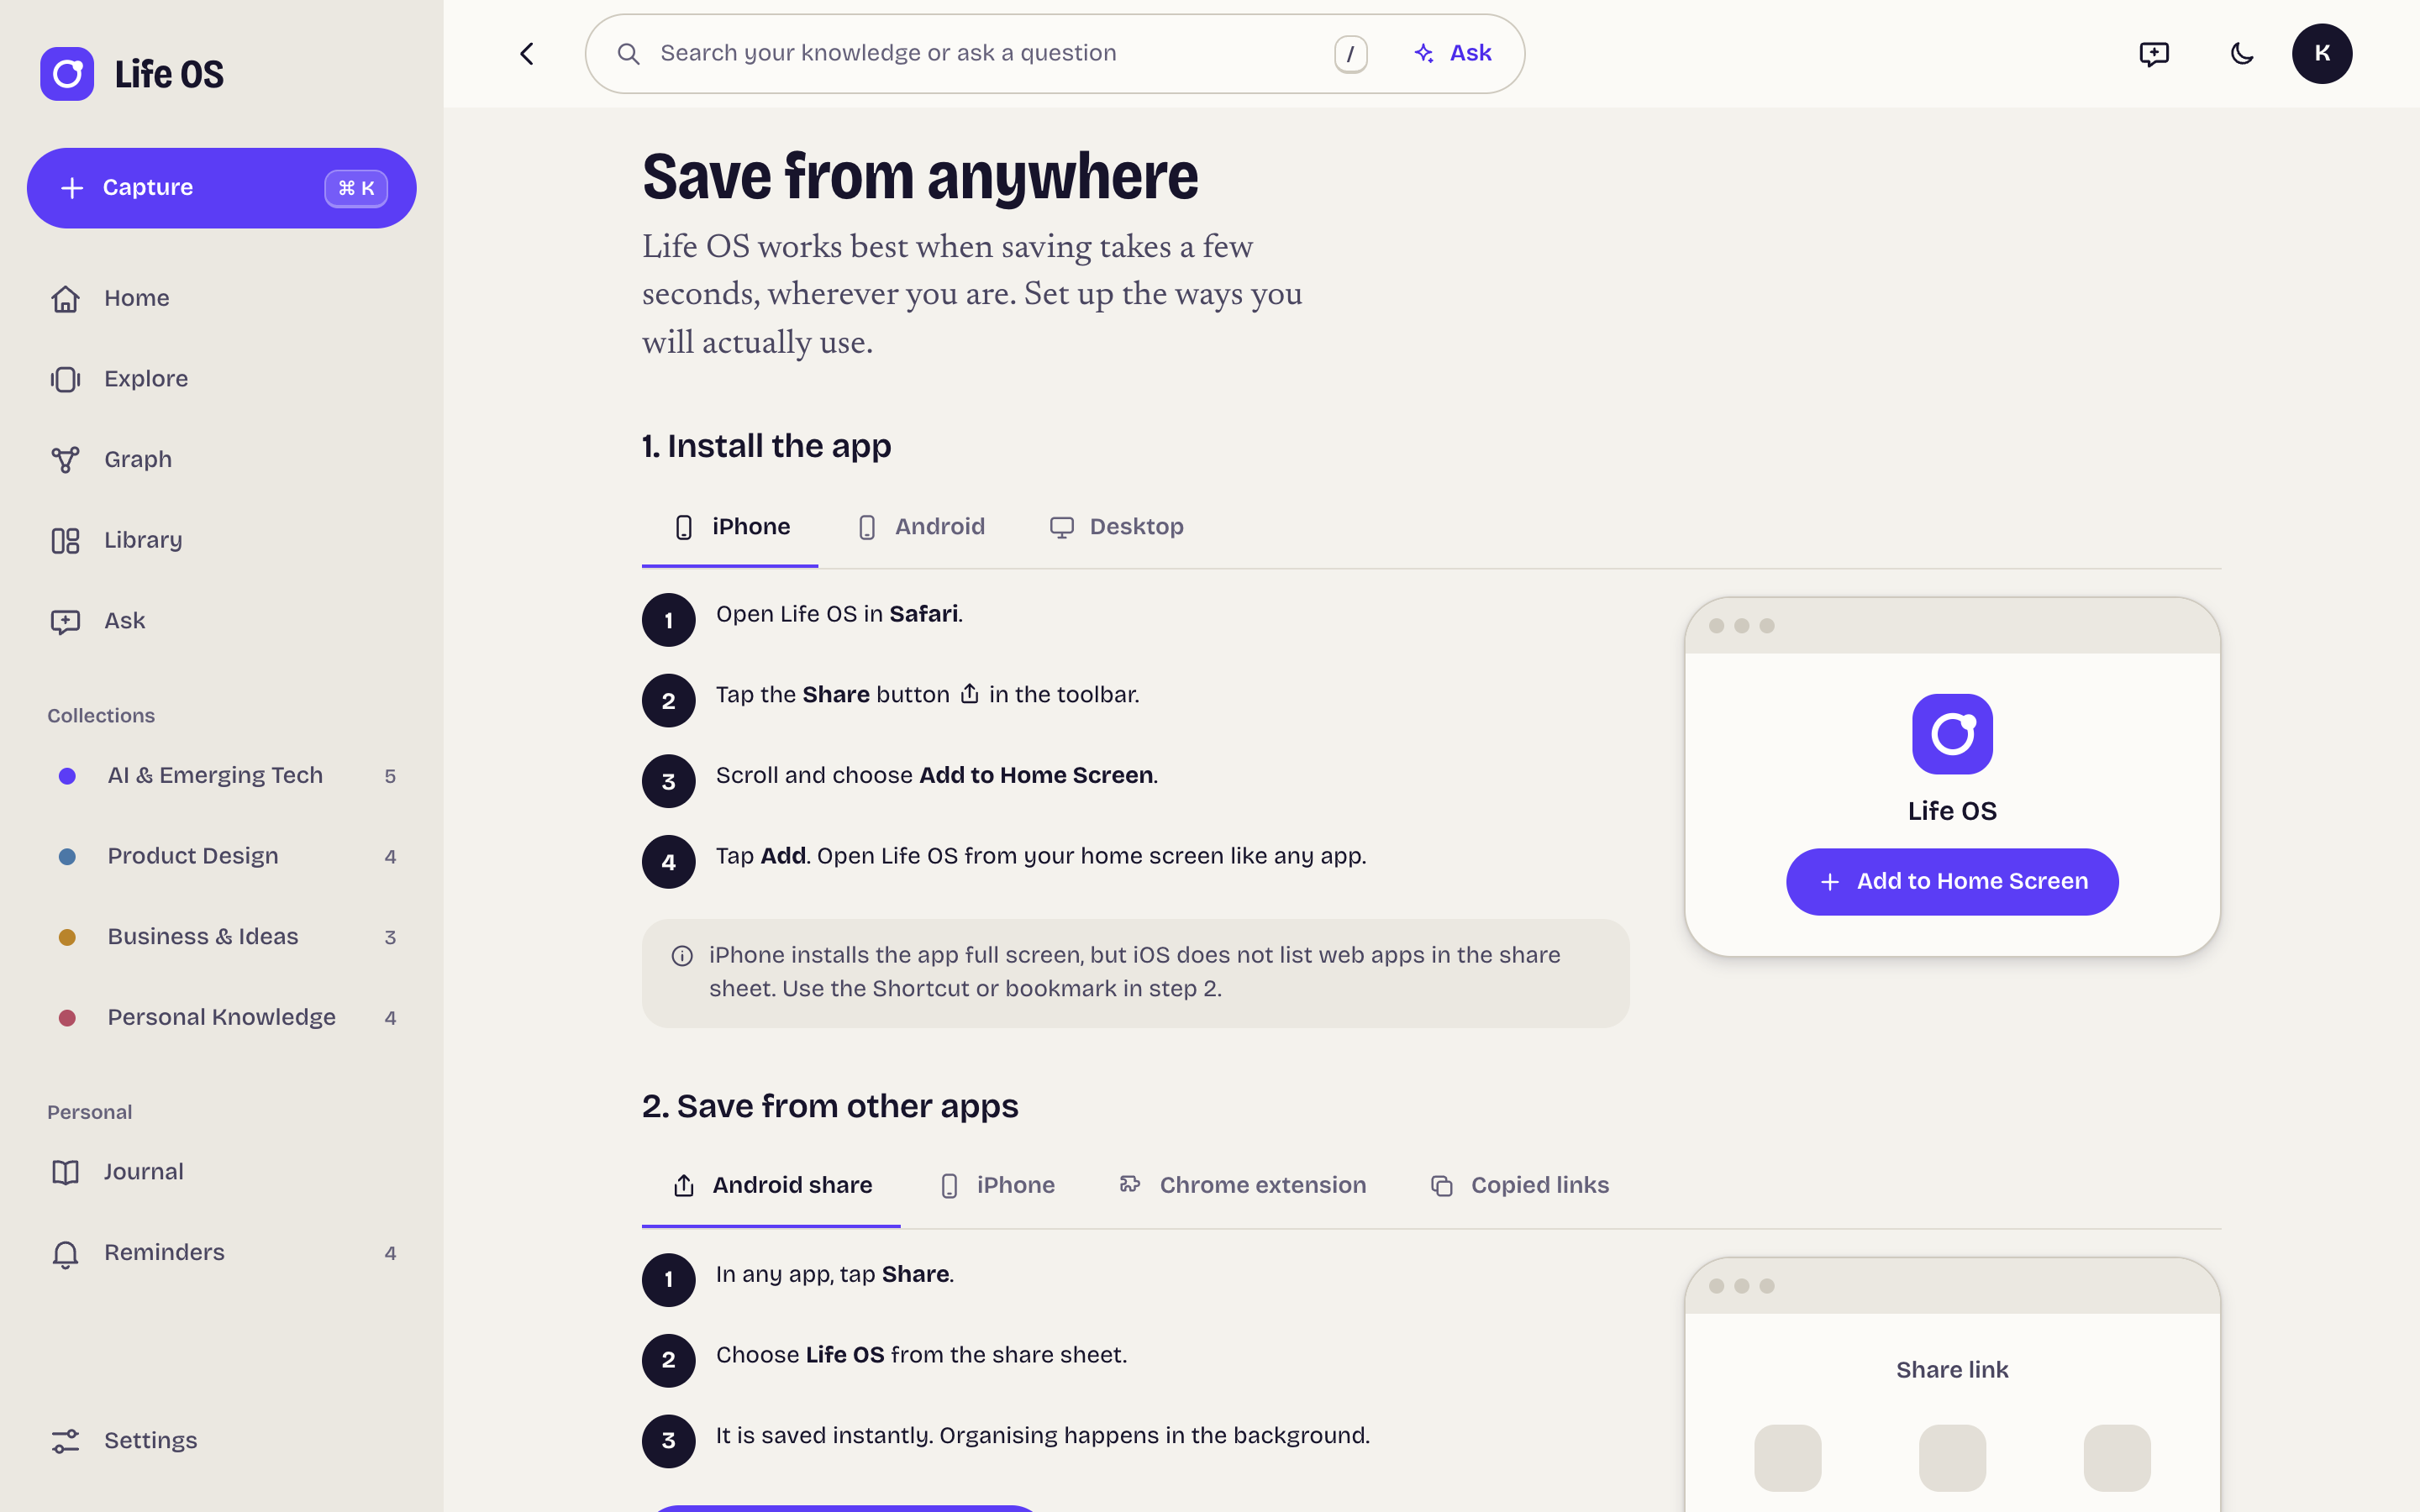 Life OS
Capture
⌘ K
Home
Explore
Graph
Library
Ask
Collections
AI & Emerging Tech 5
Product Design 4
Business & Ideas 3
Personal Knowledge 4
Personal
Journal
Reminders 4
Settings
Search your knowledge or ask a question
/
Ask
K
Save from anywhere
Life OS works best when saving takes a few
seconds, wherever you are. Set up the ways you
will actually use.
1. Install the app
iPhone
Android
Desktop
1 Open Life OS in Safari.
2 Tap the Share button in the toolbar.
3 Scroll and choose Add to Home Screen.
4 Tap Add. Open Life OS from your home screen like any app.
iPhone installs the app full screen, but iOS does not list web apps in the share
sheet. Use the Shortcut or bookmark in step 2.
Life OS
Add to Home Screen
2. Save from other apps
Android share
iPhone
Chrome extension
Copied links
1 In any app, tap Share.
2 Choose Life OS from the share sheet.
3 It is saved instantly. Organising happens in the background.
Share link